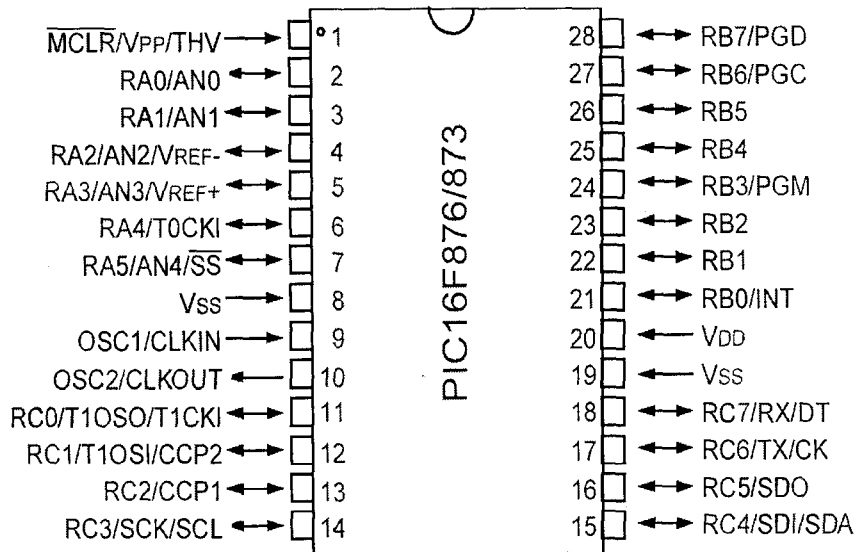 MCLR/VPP/THV 1
RA0/AN0 2
RA1/AN1 3
RA2/AN2/VREF- 4
RA3/AN3/VREF+ 5
RA4/T0CKI 6
RA5/AN4/SS 7
VSS 8
OSC1/CLKIN 9
OSC2/CLKOUT 10
RC0/T1OSO/T1CKI 11
RC1/T1OSI/CCP2 12
RC2/CCP1 13
RC3/SCK/SCL 14
PIC16F876/873
28 RB7/PGD
27 RB6/PGC
26 RB5
25 RB4
24 RB3/PGM
23 RB2
22 RB1
21 RB0/INT
20 VDD
19 VSS
18 RC7/RX/DT
17 RC6/TX/CK
16 RC5/SDO
15 RC4/SDI/SDA